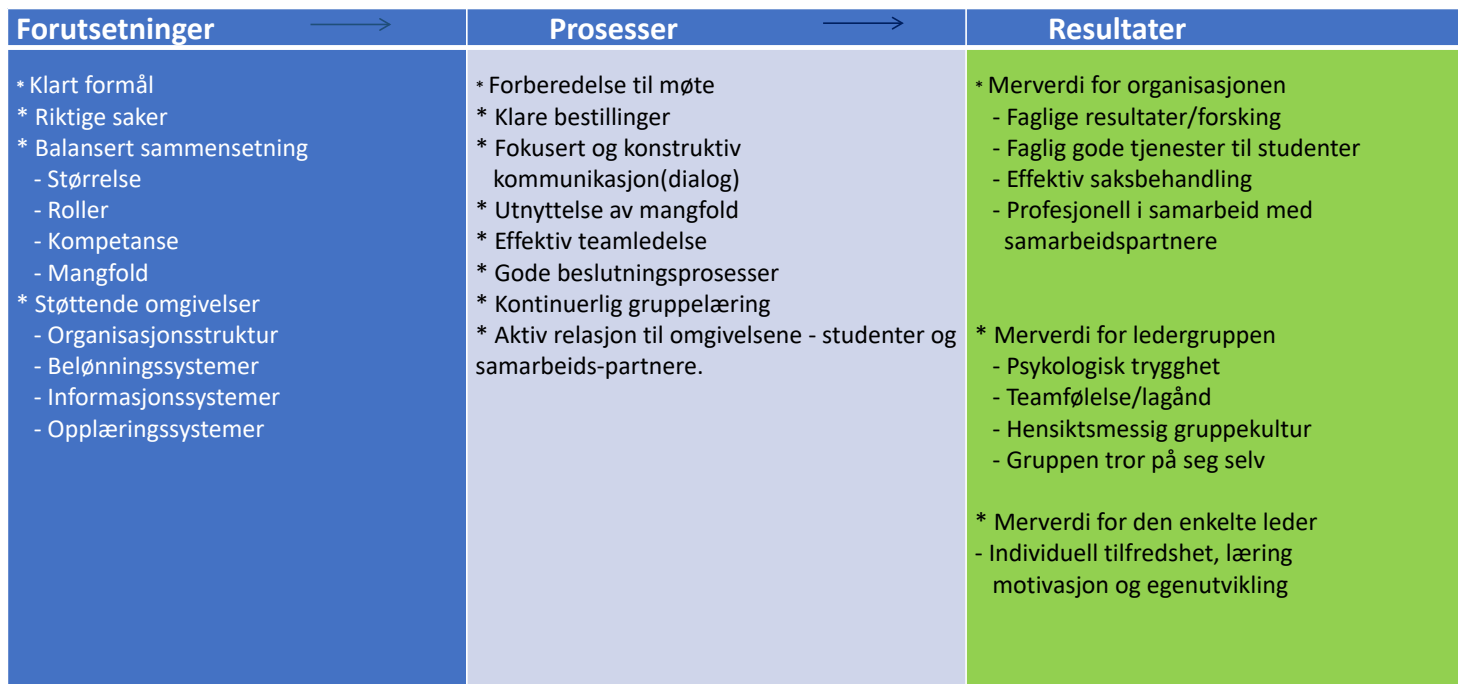 Forutsetninger
* Klart formål
* Riktige saker
* Balansert sammensetning
- Størrelse
- Roller
- Kompetanse
- Mangfold
* Støttende omgivelser
- Organisasjonsstruktur
- Belønningssystemer
- Informasjonssystemer
- Opplæringssystemer
Prosesser
* Forberedelse til møte
* Klare bestillinger
* Fokusert og konstruktiv
kommunikasjon(dialog)
* Utnyttelse av mangfold
* Effektiv teamledelse
* Gode beslutningsprosesser
* Kontinuerlig gruppelæring
* Aktiv relasjon til omgivelsene - studenter og
samarbeids-partnere.
Resultater
* Merverdi for organisasjonen
- Faglige resultater/forsking
- Faglig gode tjenester til studenter
- Effektiv saksbehandling
- Profesjonell i samarbeid med
samarbeidspartnere
* Merverdi for ledergruppen
- Psykologisk trygghet
- Teamfølelse/lagånd
- Hensiktsmessig gruppekultur
- Gruppen tror på seg selv
* Merverdi for den enkelte leder
- Individuell tilfredshet, læring
motivasjon og egenutvikling